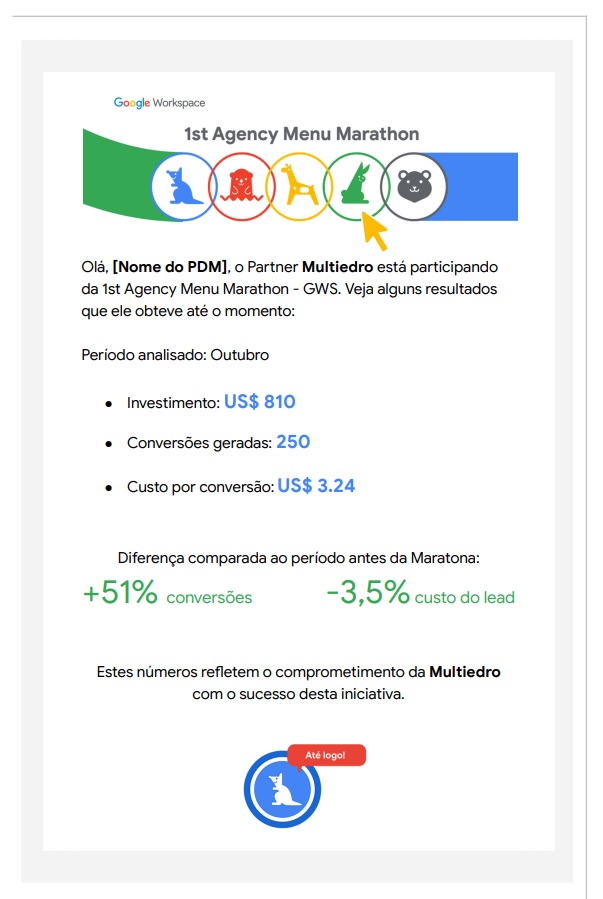 Google Workspace
1st Agency Menu Marathon
Olá, [Nome do PDM], o Partner Multiedro está participando
da 1st Agency Menu Marathon - GWS. Veja alguns resultados
que ele obteve até o momento:
Período analisado: Outubro
● Investimento: US$ 810
● Conversões geradas: 250
● Custo por conversão: US$ 3.24
Diferença comparada ao período antes da Maratona:
+51% conversões -3,5% custo do lead
Estes números refletem o comprometimento da Multiedro
com o sucesso desta iniciativa.
Até logo!